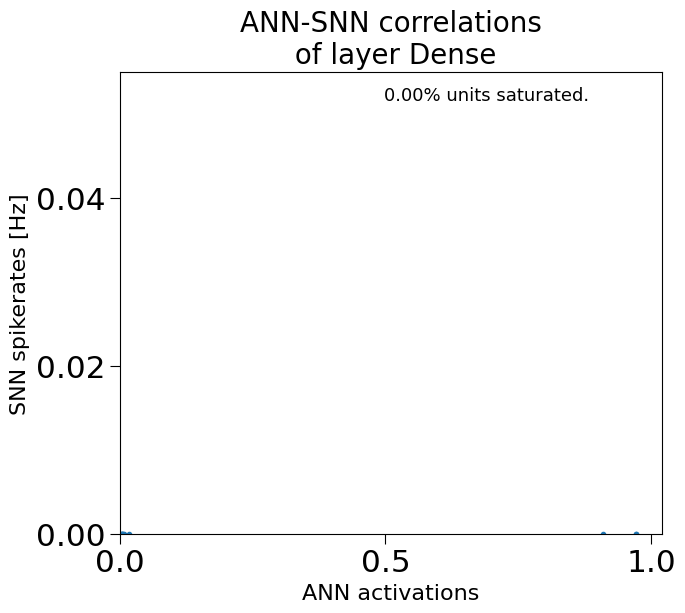 ANN-SNN correlations
of layer Dense
0.00% units saturated.
SNN spikerates [Hz]
0.04
0.02
0.00
0.0
0.5
1.0
ANN activations